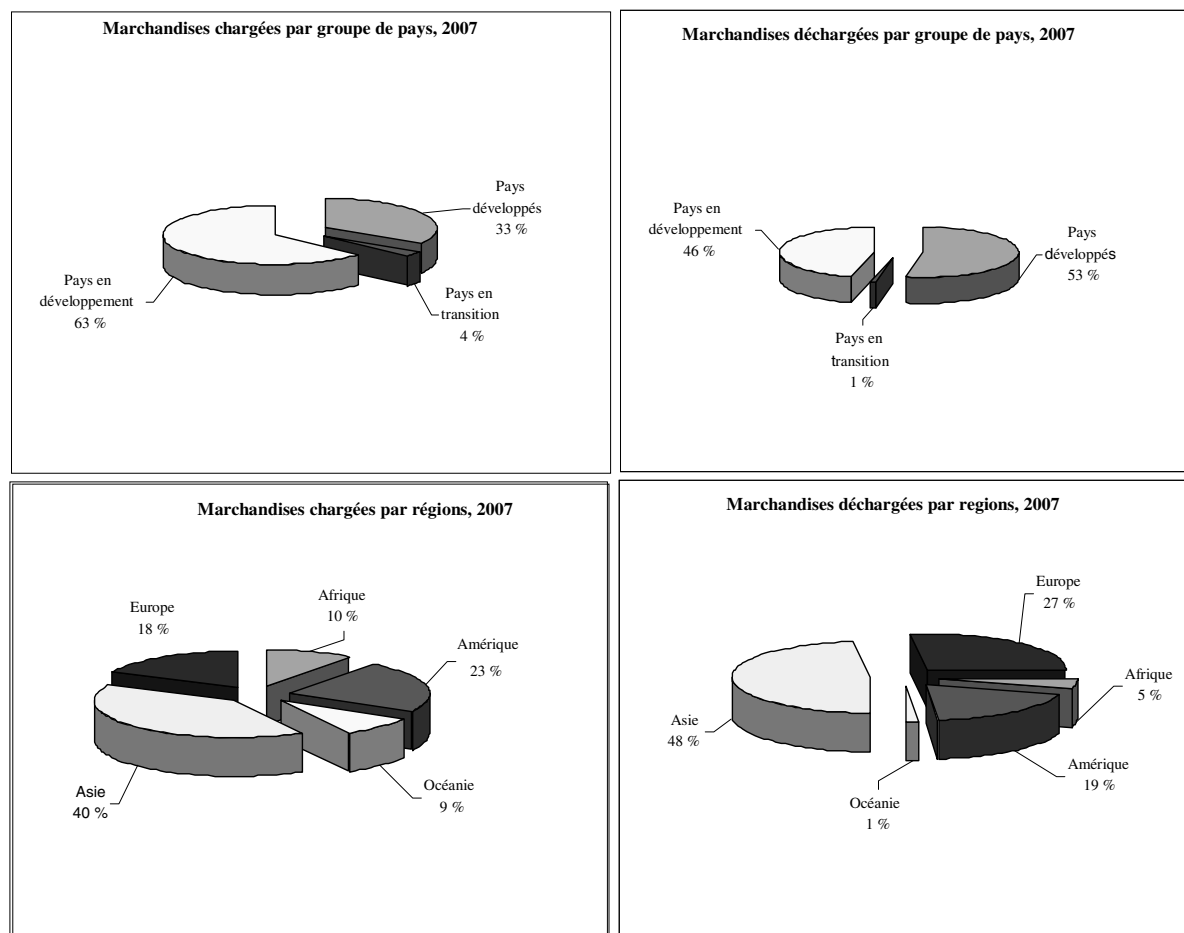 Marchandises chargées par groupe de pays, 2007
Pays
développés
33 %
Pays en
développement
63 %
Pays en
transition
4 %
Marchandises déchargées par groupe de pays, 2007
Pays en
développement
46 %
Pays
développés
53 %
Pays en
transition
1 %
Marchandises chargées par régions, 2007
Europe
18 %
Afrique
10 %
Amérique
23 %
Asie
40 %
Océanie
9 %
Marchandises déchargées par regions, 2007
Europe
27 %
Afrique
5 %
Asie
48 %
Amérique
19 %
Océanie
1 %